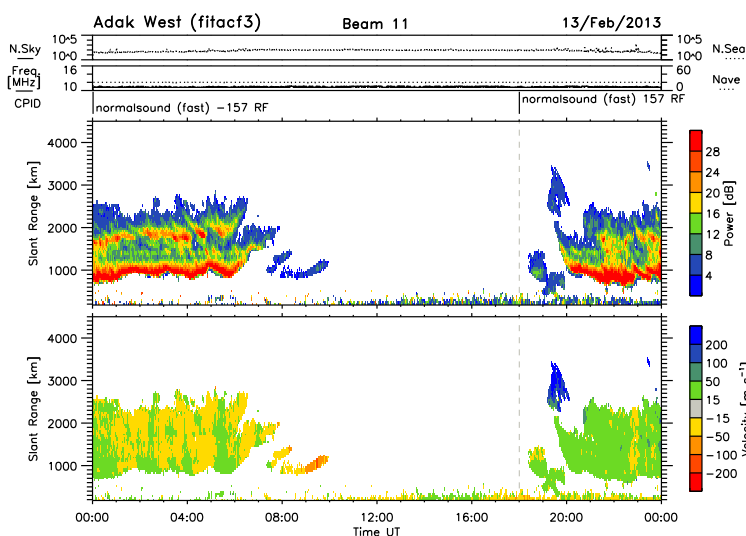 Adak West (fitacf3) Beam 11 13/Feb/2013
N.Sky 10^5 10^0 10^5 10^0 N.Sea
Freq. [MHz] 16 10 60 0 Nave
CPID normalsound (fast) -157 RF normalsound (fast) 157 RF
Slant Range [km]
4000
3000
2000
1000
28
24
20
16
12
8
4
Power [dB]
Slant Range [km]
4000
3000
2000
1000
200
100
50
15
-15
-50
-100
-200
Velocity [m s^-1]
00:00 04:00 08:00 12:00 16:00 20:00 00:00
Time UT